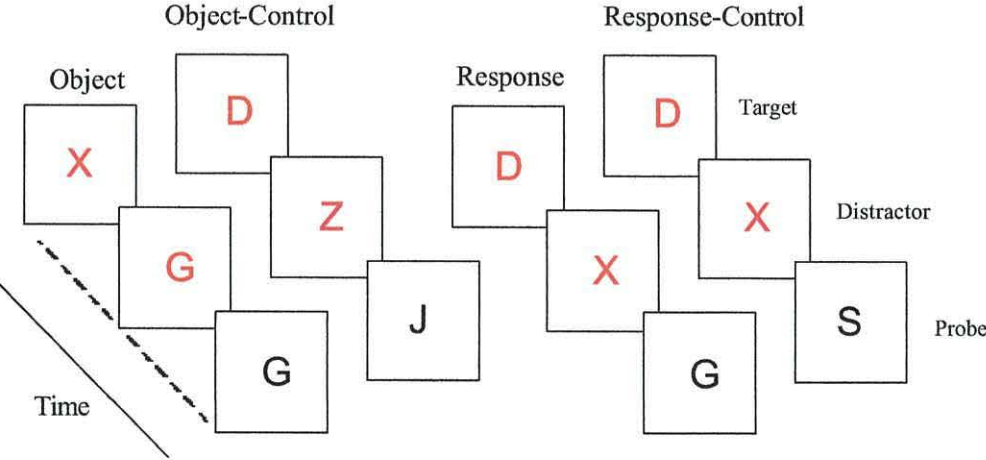 Object-Control
Response-Control
Object
Response
D
D
Target
X
D
Z
X
Distractor
G
X
J
S
Probe
G
G
Time